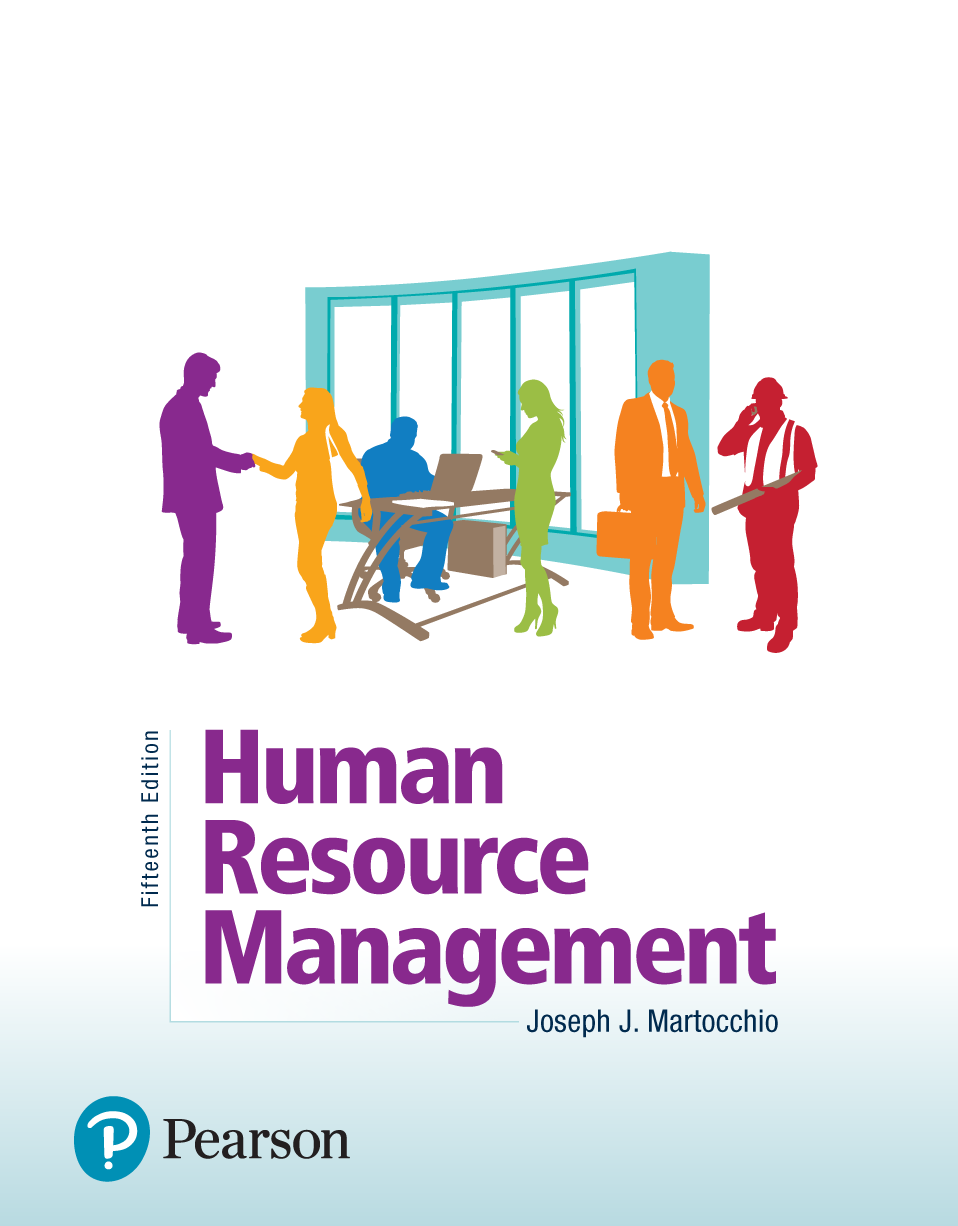 Fifteenth Edition
Human
Resource
Management
Joseph J. Martocchio
Pearson